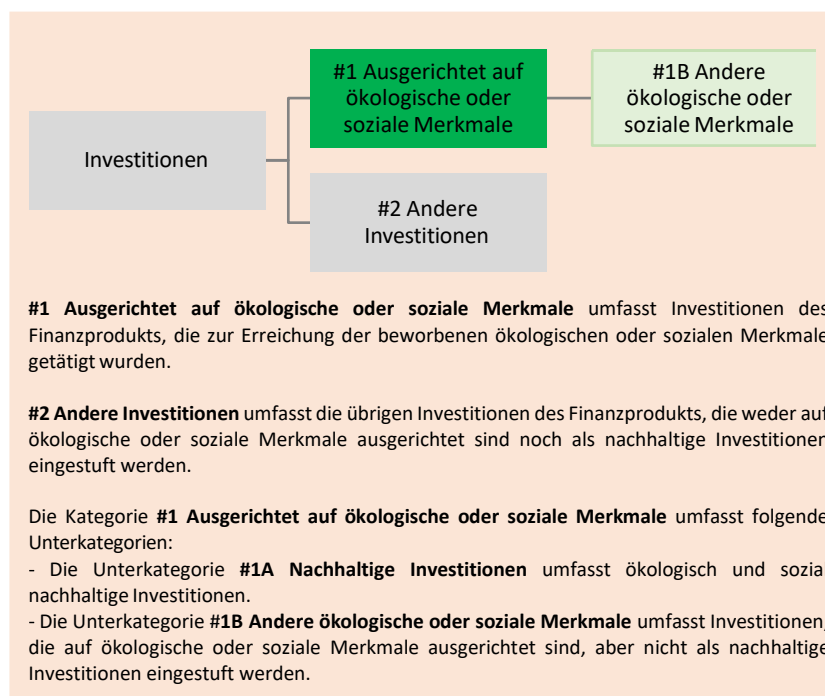 #1 Ausgerichtet auf
ökologische oder
soziale Merkmale
#1B Andere
ökologische oder
soziale Merkmale
Investitionen
#2 Andere
Investitionen
#1 Ausgerichtet auf ökologische oder soziale Merkmale umfasst Investitionen des
Finanzprodukts, die zur Erreichung der beworbenen ökologischen oder sozialen Merkmale
getätigt wurden.
#2 Andere Investitionen umfasst die übrigen Investitionen des Finanzprodukts, die weder auf
ökologische oder soziale Merkmale ausgerichtet sind noch als nachhaltige Investitionen
eingestuft werden.
Die Kategorie #1 Ausgerichtet auf ökologische oder soziale Merkmale umfasst folgende
Unterkategorien:
- Die Unterkategorie #1A Nachhaltige Investitionen umfasst ökologisch und sozia
nachhaltige Investitionen.
- Die Unterkategorie #1B Andere ökologische oder soziale Merkmale umfasst Investitionen,
die auf ökologische oder soziale Merkmale ausgerichtet sind, aber nicht als nachhaltige
Investitionen eingestuft werden.